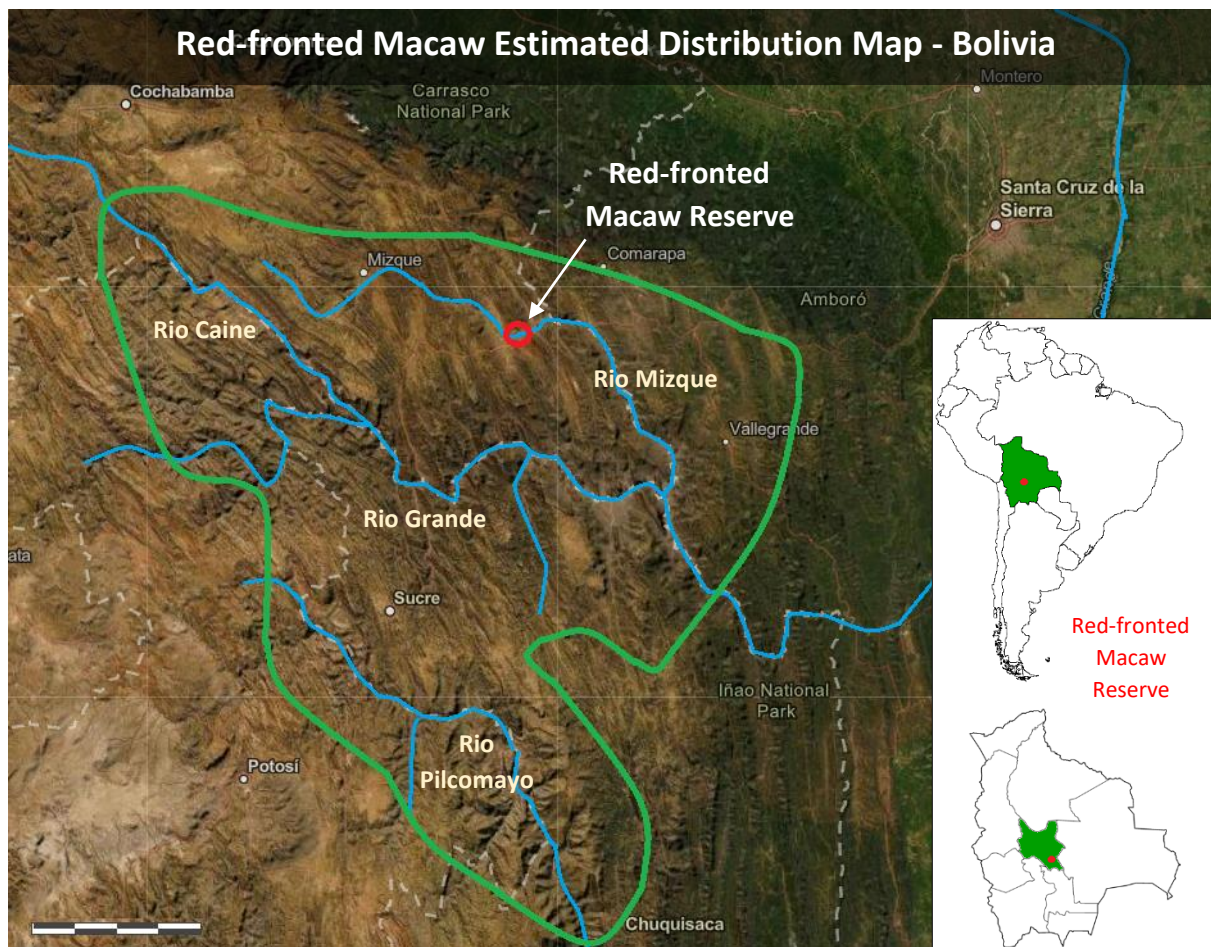 Red-fronted Macaw Estimated Distribution Map - Bolivia
Montero
Cochabamba
Carrasco
National Park
Red-fronted
Macaw Reserve
Santa Cruz de la
Sierra
Comarapa
Mizque
Amboró
Grande
Rio Caine
Rio Mizque
Vallegrande
Rio Grande
ata
Sucre
Red-fronted
Macaw
Reserve
Iñao National
Park
Rio
Pilcomayo
Potosí
Chuquisaca